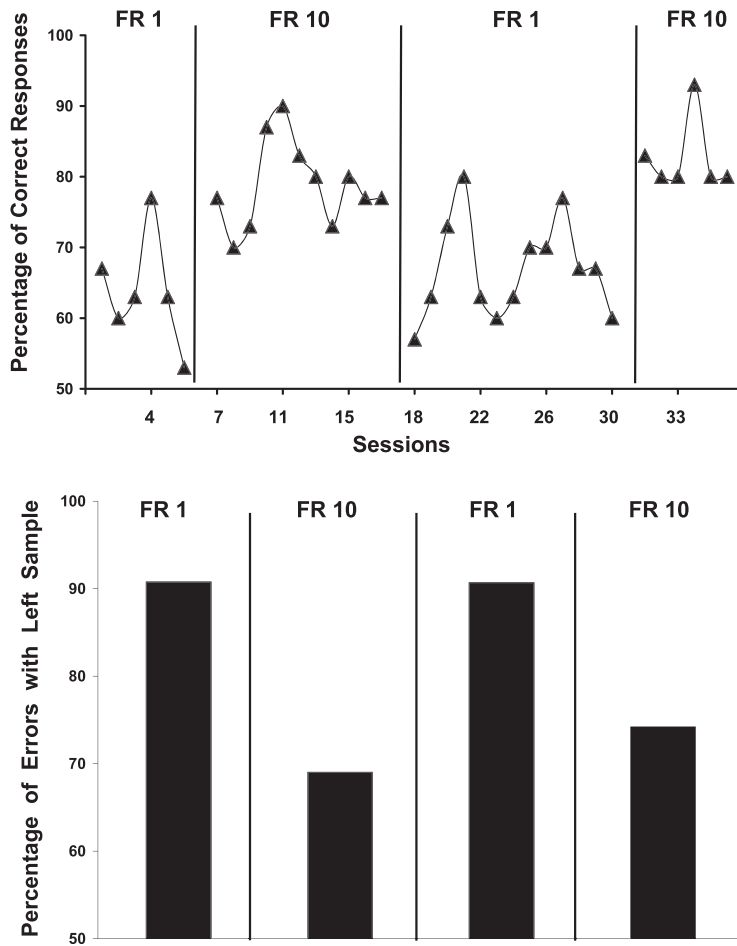 FR 1 FR 10 FR 1 FR 10
Percentage of Correct Responses
100
90
80
70
60
50
4 7 11 15 18 22 26 30 33
Sessions
Percentage of Errors with Left Sample
FR 1 FR 10 FR 1 FR 10
100
90
80
70
60
50